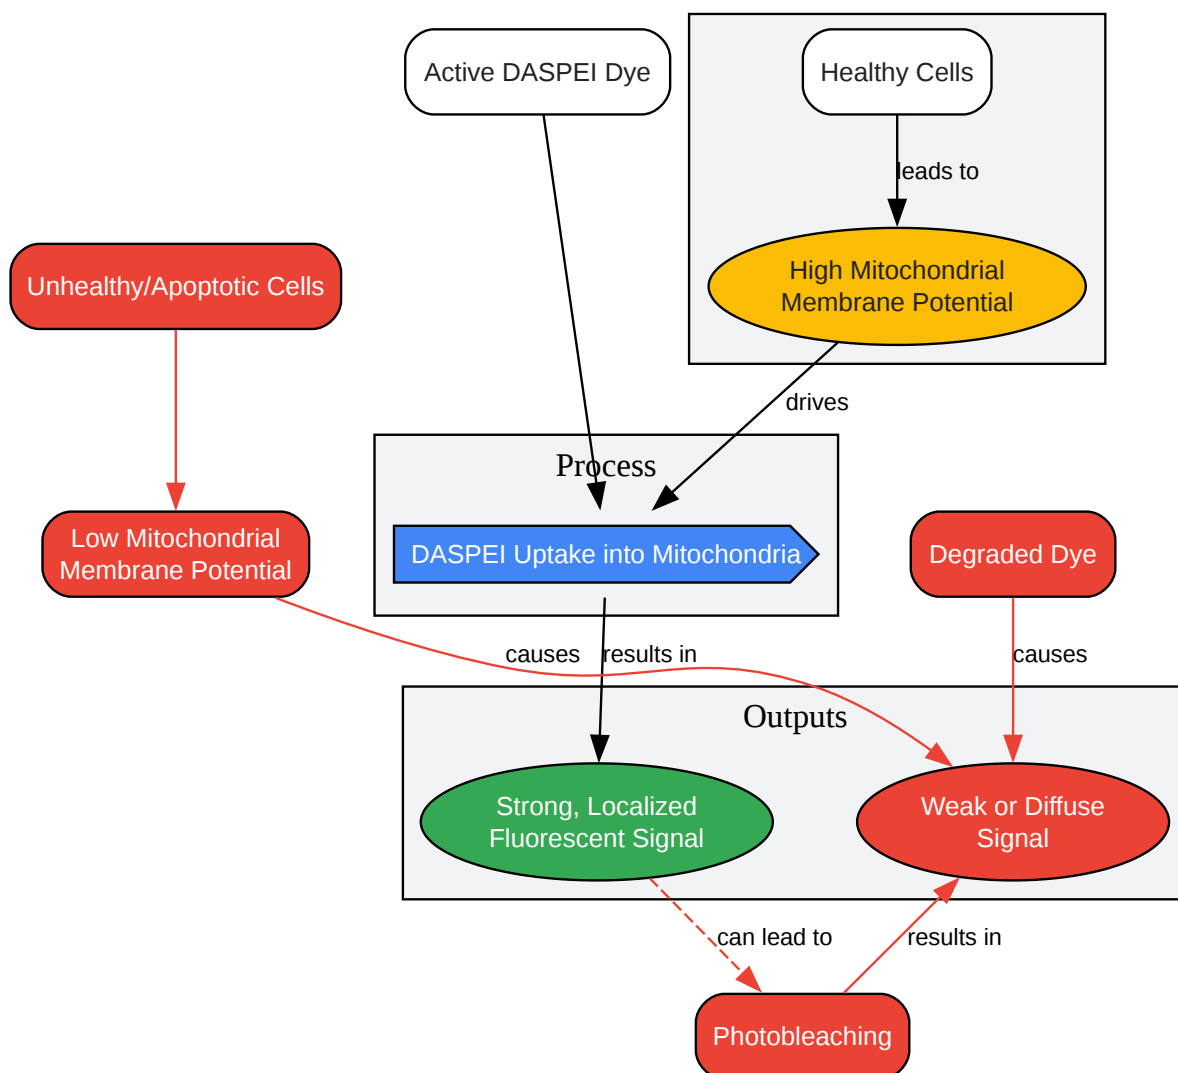 Active DASPEI Dye
Healthy Cells
leads to
Unhealthy/Apoptotic Cells
High Mitochondrial
Membrane Potential
drives
Process
Low Mitochondrial
Membrane Potential
DASPEI Uptake into Mitochondria
Degraded Dye
causes
results in
causes
Outputs
Strong, Localized
Fluorescent Signal
Weak or Diffuse
Signal
can lead to
results in
Photobleaching